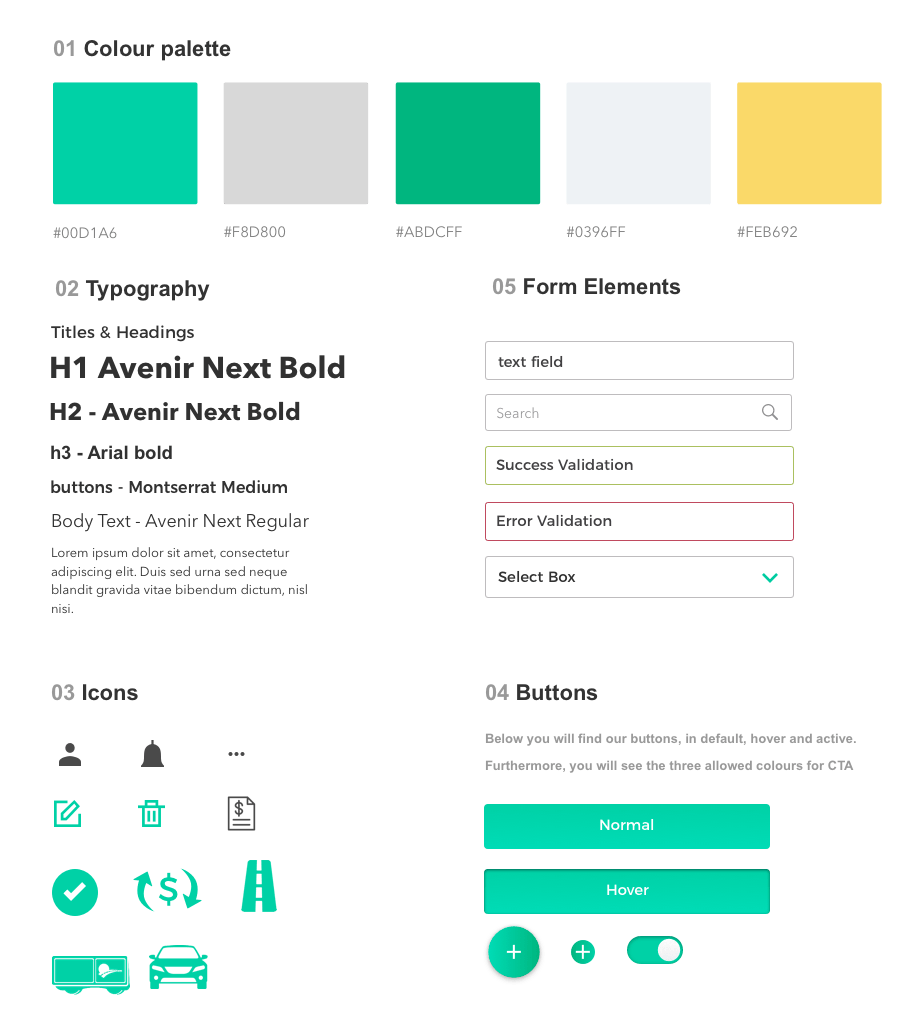 01 Colour palette
#00D1A6
#F8D800
#ABDCFF
#0396FF
#FEB692
02 Typography
Titles & Headings
H1 Avenir Next Bold
H2 - Avenir Next Bold
h3 - Arial bold
buttons - Montserrat Medium
Body Text - Avenir Next Regular
Lorem ipsum dolor sit amet, consectetur
adipiscing elit. Duis sed urna sed neque
blandit gravida vitae bibendum dictum, nisl
nisi.
05 Form Elements
text field
Search
Success Validation
Error Validation
Select Box
03 Icons
$
$
04 Buttons
Below you will find our buttons, in default, hover and active.
Furthermore, you will see the three allowed colours for CTA
Normal
Hover